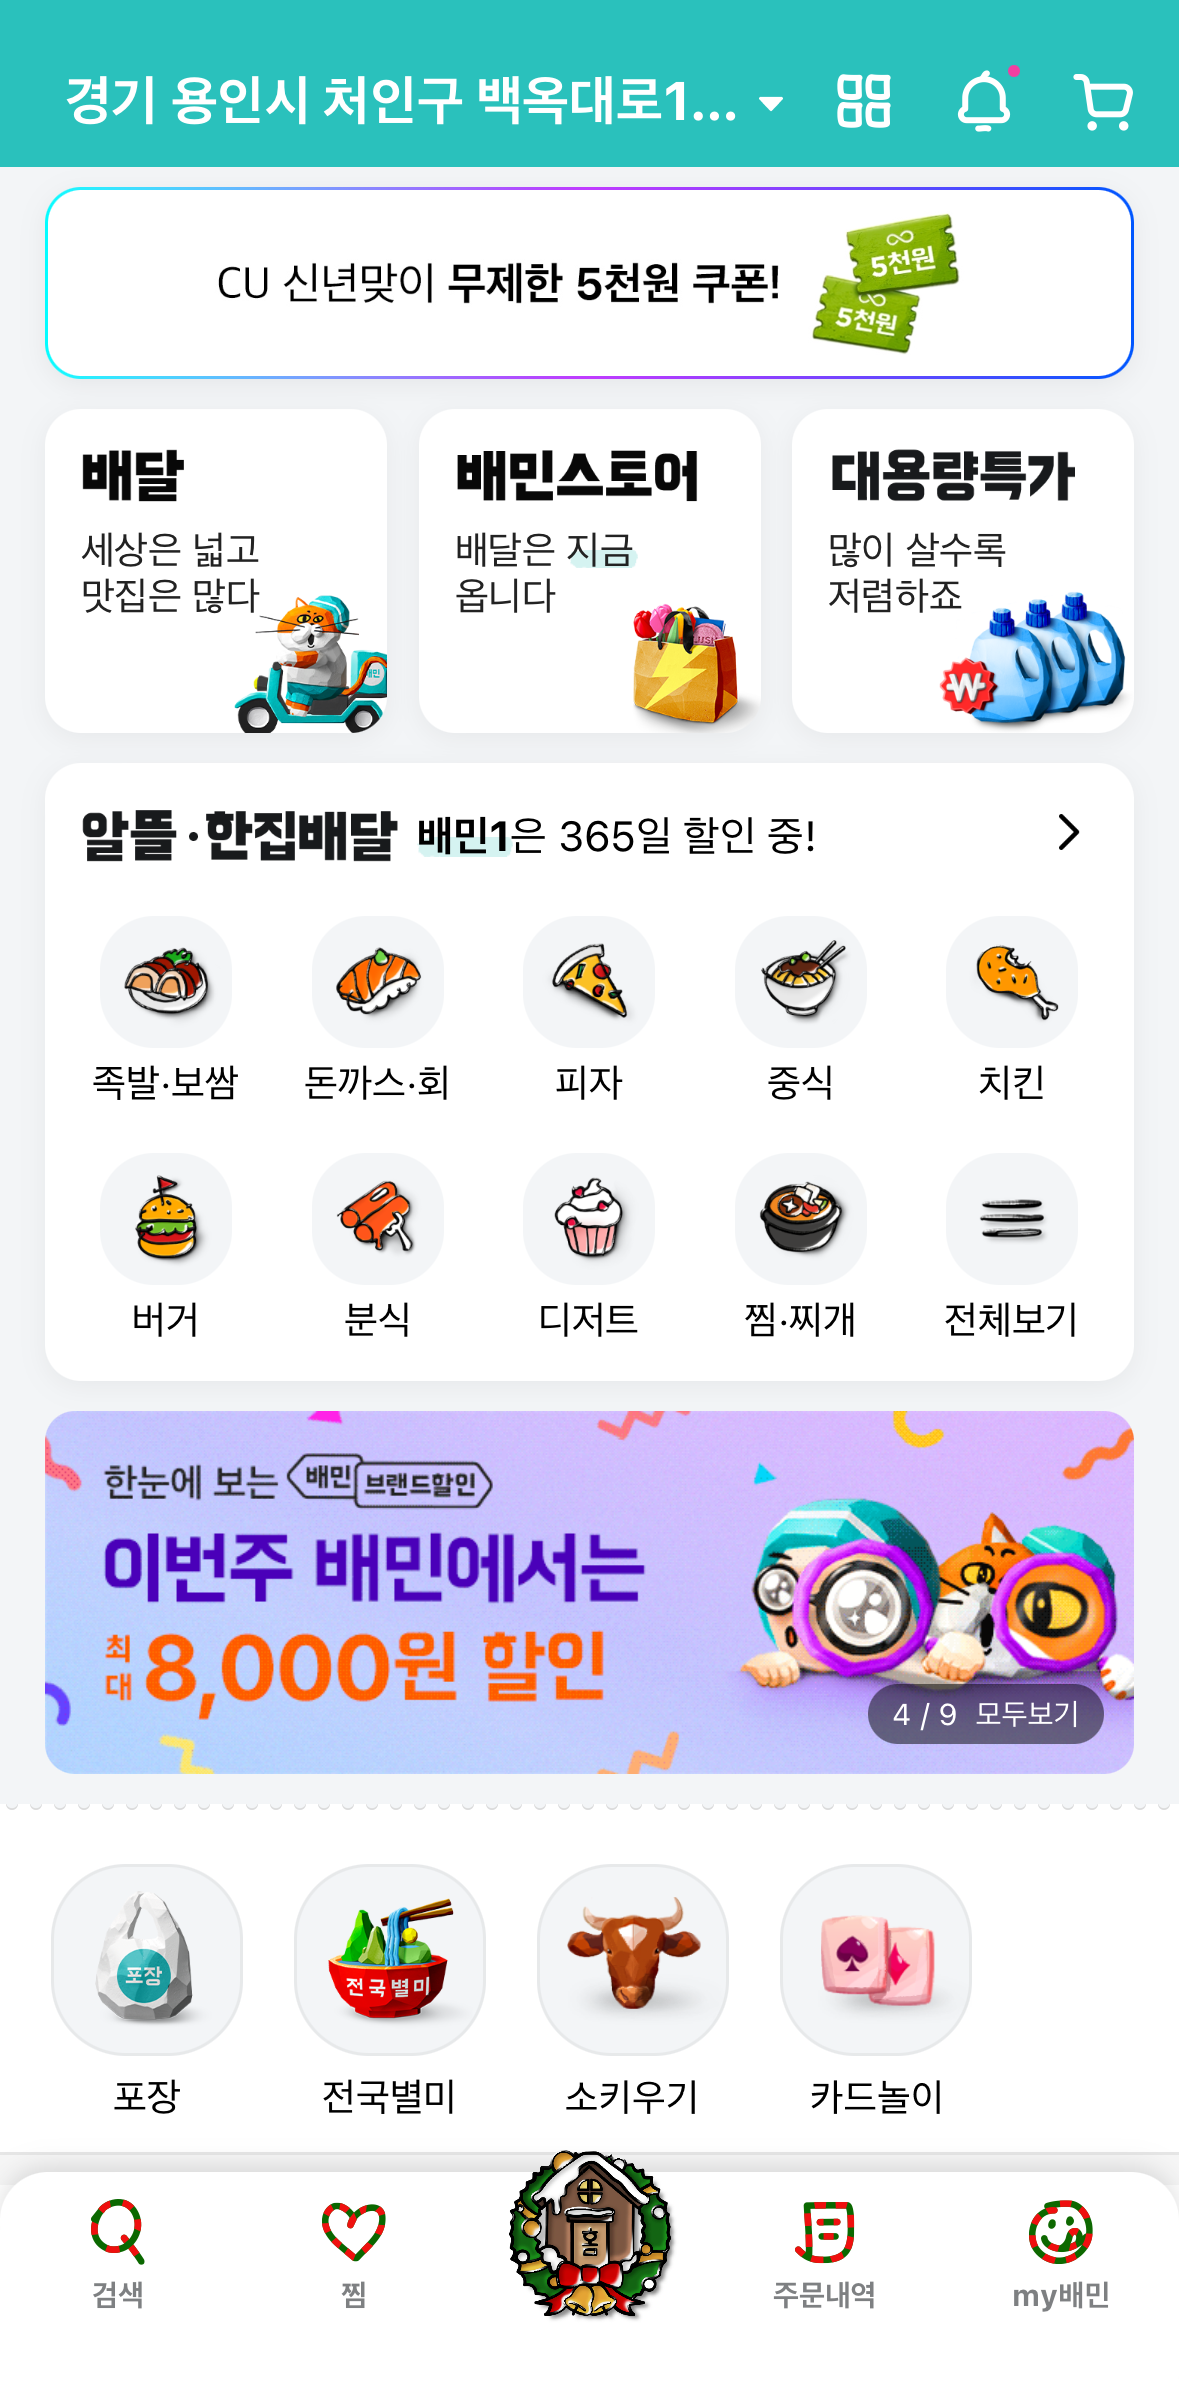 경기 용인시 처인구 백옥대로1...
CU 신년맞이 무제한 5천원 쿠폰!
5천원
5천원
배달
세상은 넓고
맛집은 많다
배민
배민스토어
배달은 지금
옵니다
대용량특가
많이 살수록
저렴하죠
₩
알뜰·한집배달 배민1은 365일 할인 중!
족발·보쌈
돈까스·회
피자
중식
치킨
버거
분식
디저트
찜·찌개
전체보기
한눈에 보는 배민 브랜드할인
이번주 배민에서는
최대 8,000원 할인
4 / 9 모두보기
포장
전국별미
포장
전국별미
소키우기
카드놀이
홈
검색
찜
주문내역
my배민